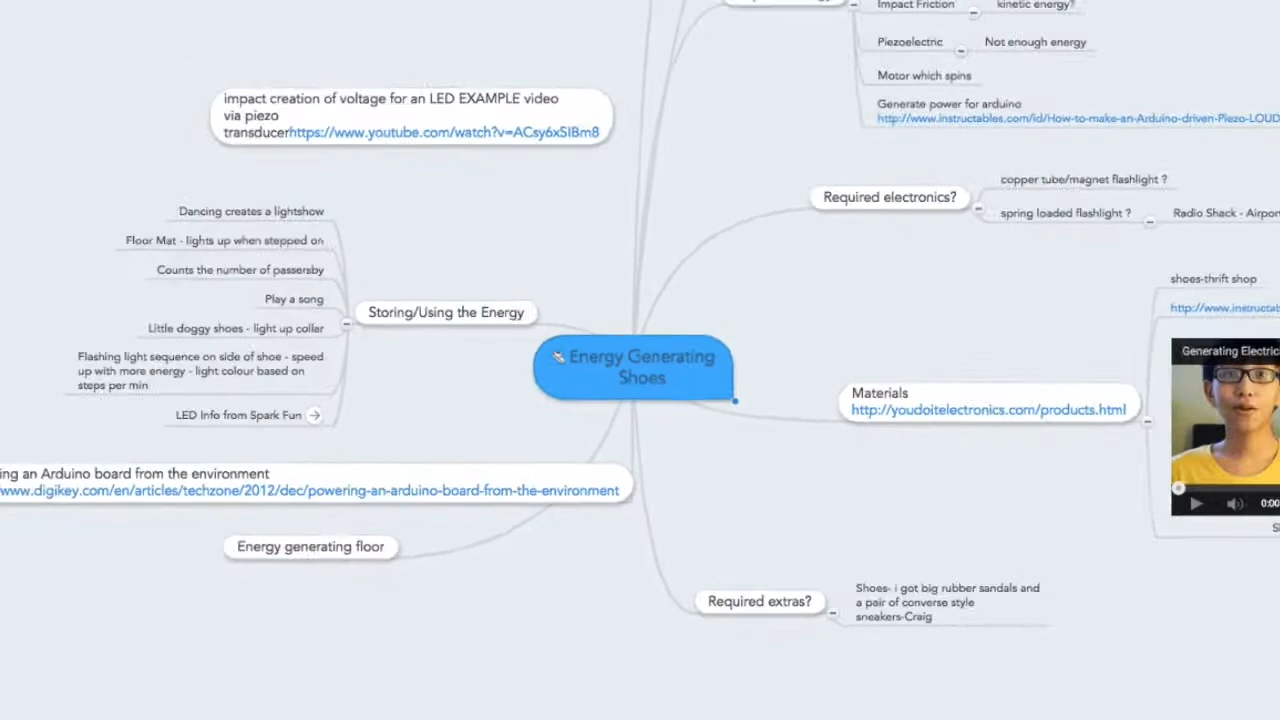 Impact Friction
kinetic energy?
Piezoelectric
Not enough energy
Motor which spins
Generate power for arduino
http://www.instructables.com/id/How-to-make-an-Arduino-driven-Piezo-LOUD
impact creation of voltage for an LED EXAMPLE video
via piezo
transducerhttps://www.youtube.com/watch?v=ACsy6xSIBm8
Required electronics?
copper tube/magnet flashlight ?
spring loaded flashlight ?
Radio Shack - Airport
Dancing creates a lightshow
Floor Mat - lights up when stepped on
Counts the number of passersby
Play a song
Little doggy shoes - light up collar
Flashing light sequence on side of shoe - speed
up with more energy - light colour based on
steps per min
LED Info from Spark Fun
Storing/Using the Energy
Energy Generating
Shoes
shoes-thrift shop
http://www.instructab
Generating Electric
0:00
Materials
http://youdoitelectronics.com/products.html
ing an Arduino board from the environment
www.digikey.com/en/articles/techzone/2012/dec/powering-an-arduino-board-from-the-environment
Energy generating floor
Required extras?
Shoes- i got big rubber sandals and
a pair of converse style
sneakers-Craig